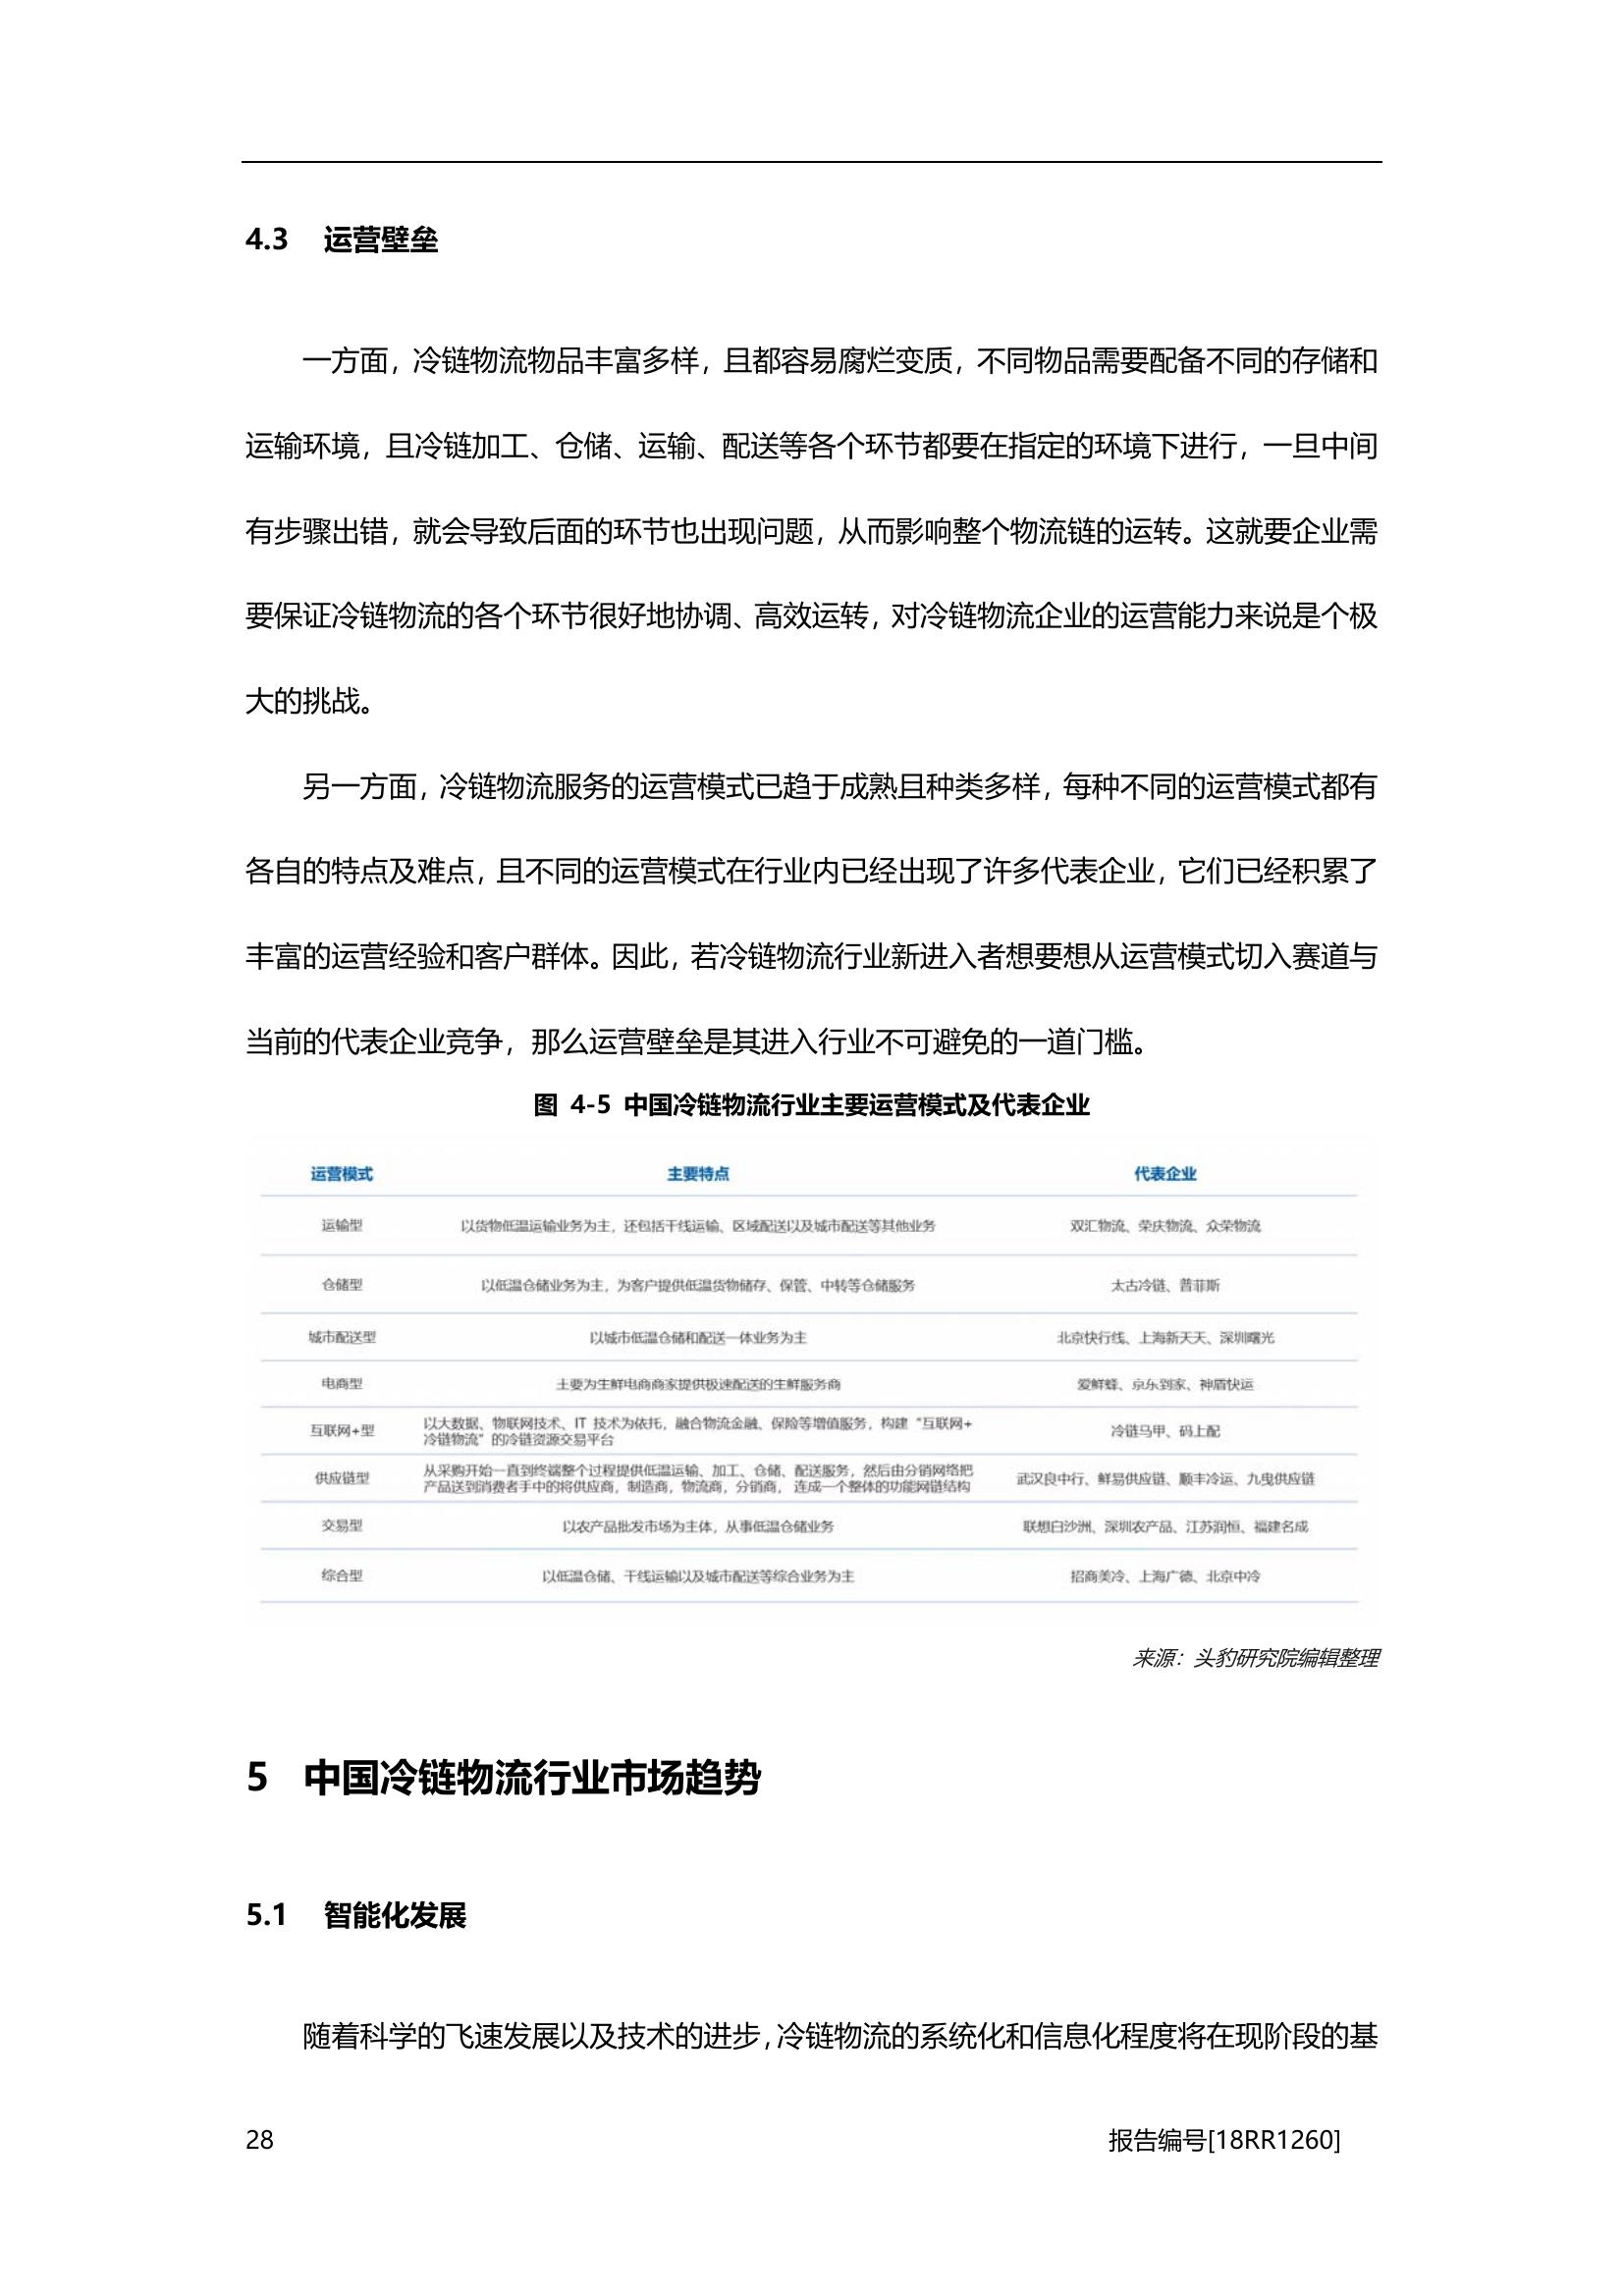 4.3 运营壁垒
一方面，冷链物流物品丰富多样，且都容易腐烂变质，不同物品需要配备不同的存储和
运输环境，且冷链加工、仓储、运输、配送等各个环节都要在指定的环境下进行，一旦中间
有步骤出错，就会导致后面的环节也出现问题，从而影响整个物流链的运转。这就要企业需
要保证冷链物流的各个环节很好地协调、高效运转，对冷链物流企业的运营能力来说是个极
大的挑战。
另一方面，冷链物流服务的运营模式已趋于成熟且种类多样，每种不同的运营模式都有
各自的特点及难点，且不同的运营模式在行业内已经出现了许多代表企业，它们已经积累了
丰富的运营经验和客户群体。因此，若冷链物流行业新进入者想要想从运营模式切入赛道与
当前的代表企业竞争，那么运营壁垒是其进入行业不可避免的一道门槛。
图 4-5 中国冷链物流行业主要运营模式及代表企业
运营模式 主要特点 代表企业
运输型 以货物低温运输业务为主，还包括干线运输、区域配送以及城市配送等其他业务 双汇物流、荣庆物流、众荣物流
仓储型 以低温仓储业务为主，为客户提供低温货物储存、保管、中转等仓储服务 太古冷链、普菲斯
城市配送型 以城市低温仓储和配送一体业务为主 北京快行线、上海新天天、深圳曙光
电商型 主要为生鲜电商商家提供极速配送的生鲜服务商 爱鲜蜂、京东到家、神盾快运
互联网+型 以大数据、物联网技术、IT 技术为依托，融合物流金融、保险等增值服务，构建“互联网+
冷链物流”的冷链资源交易平台 冷链马甲、码上配
供应链型 从采购开始一直到终端整个过程提供低温运输、加工、仓储、配送服务，然后由分销网络把
产品送到消费者手中的将供应商，制造商，物流商，分销商， 连成一个整体的功能网链结构 武汉良中行、鲜易供应链、顺丰冷运、九曳供应链
交易型 以农产品批发市场为主体，从事低温仓储业务 联想白沙洲、深圳农产品、江苏润恒、福建名成
综合型 以低温仓储、干线运输以及城市配送等综合业务为主 招商美冷、上海广德、北京中冷
来源：头豹研究院编辑整理
5 中国冷链物流行业市场趋势
5.1 智能化发展
随着科学的飞速发展以及技术的进步，冷链物流的系统化和信息化程度将在现阶段的基
28 报告编号[18RR1260]